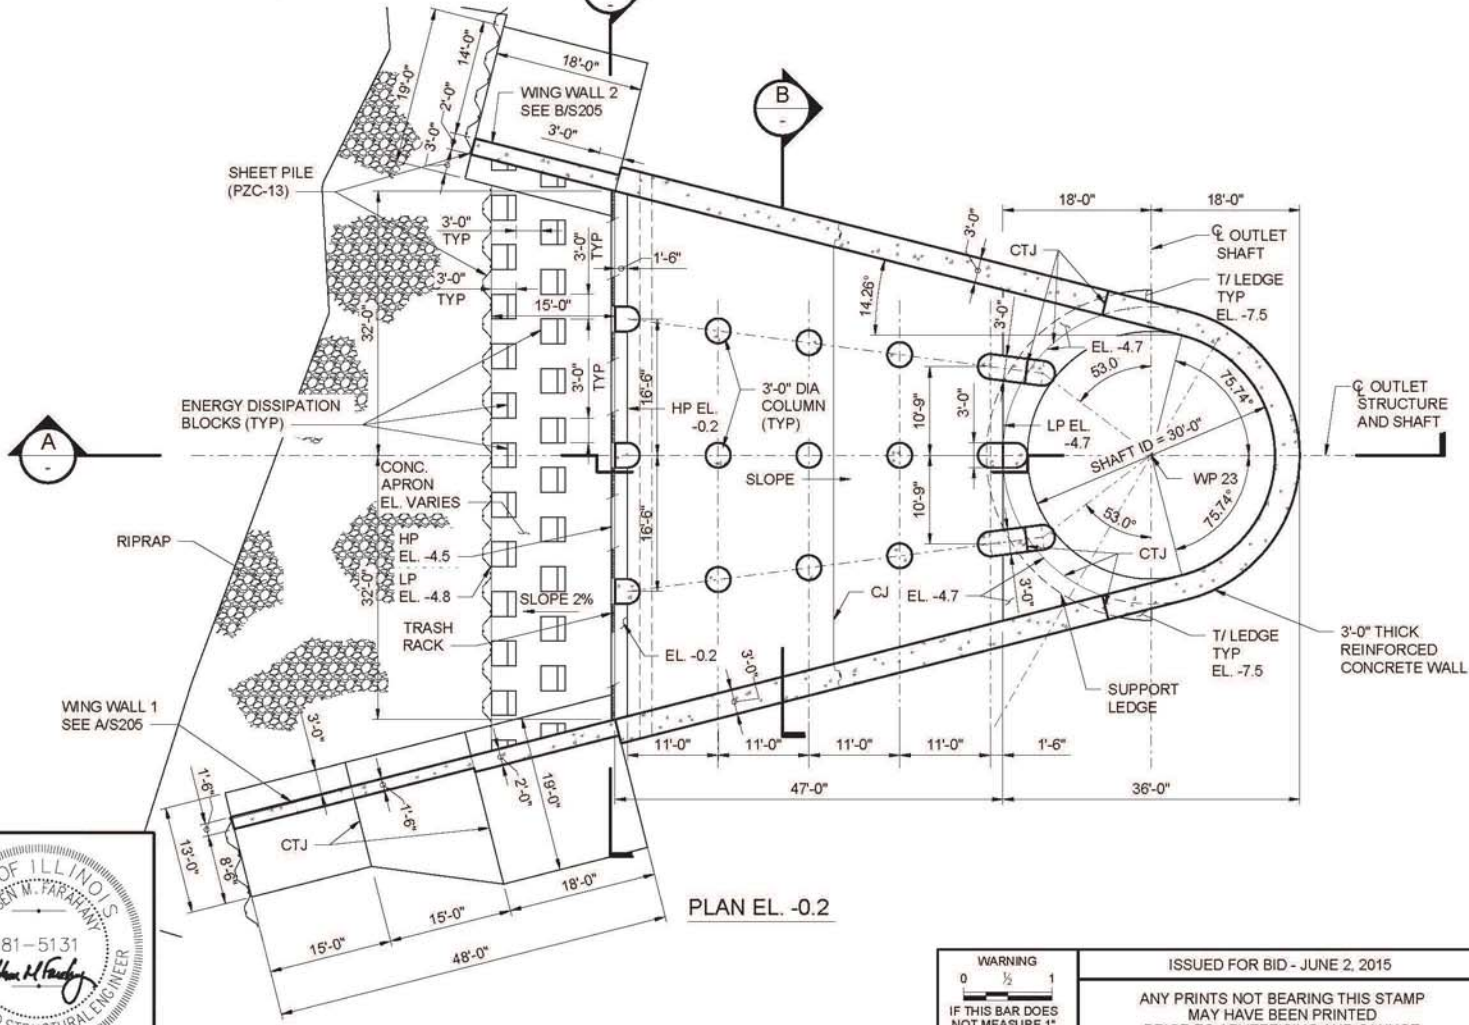 19'-0"
14'-0"
2'-0"
3'-0"
18'-0"
WING WALL 2
SEE B/S205
3'-0"
B
-
SHEET PILE
(PZC-13)
3'-0"
TYP
3'-0"
TYP
3'-0"
TYP
1'-6"
15'-0"
32'-0"
3'-0"
TYP
16'-6"
14.26°
3'-0"
CTJ
18'-0"
18'-0"
℄ OUTLET
SHAFT
T/ LEDGE
TYP
EL. -7.5
3'-0"
EL. -4.7
53.0
75.74°
ENERGY DISSIPATION
BLOCKS (TYP)
HP EL.
-0.2
3'-0" DIA
COLUMN
(TYP)
10'-9"
3'-0"
LP EL.
-4.7
SHAFT ID = 30'-0"
℄ OUTLET
STRUCTURE
AND SHAFT
A
-
CONC.
APRON
EL. VARIES
SLOPE
WP 23
RIPRAP
HP
EL. -4.5
LP
EL. -4.8
32'-0"
SLOPE 2%
16'-6"
10'-9"
53.0°
75.74°
CTJ
TRASH
RACK
CJ
EL. -4.7
3'-0"
EL. -0.2
3'-0"
T/ LEDGE
TYP
EL. -7.5
3'-0" THICK
REINFORCED
CONCRETE WALL
SUPPORT
LEDGE
WING WALL 1
SEE A/S205
3'-0"
11'-0"
11'-0"
11'-0"
11'-0"
1'-6"
47'-0"
36'-0"
1'-6"
13'-0"
8'-6"
CTJ
1'-6"
2'-0"
19'-0"
15'-0"
15'-0"
18'-0"
48'-0"
PLAN EL. -0.2
OF ILLINOIS
M. FARAHANY
81-5131
STRUCTURAL ENGINEER
WARNING
0 ½ 1
IF THIS BAR DOES
NOT MEASURE 1"
ISSUED FOR BID - JUNE 2, 2015
ANY PRINTS NOT BEARING THIS STAMP
MAY HAVE BEEN PRINTED